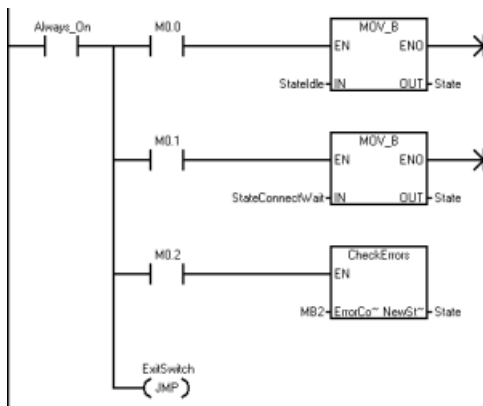 Always_On
M0.0
MOV_B
EN ENO
StateIdle IN OUT State
M0.1
MOV_B
EN ENO
StateConnectWait IN OUT State
M0.2
CheckErrors
EN
MB2 ErrorCo~ NewSt~ State
ExitSwitch
JMP